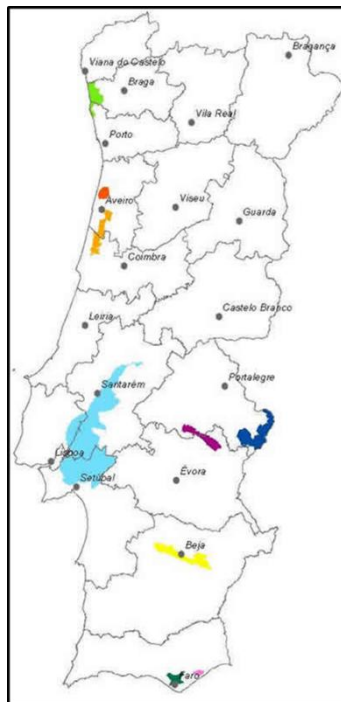 Bragança
Viana do Castelo
Braga
Vila Real
Porto
Aveiro
Viseu
Guarda
Coimbra
Leiria
Castelo Branco
Portalegre
Santarém
Lisboa
Évora
Setúbal
Beja
Faro